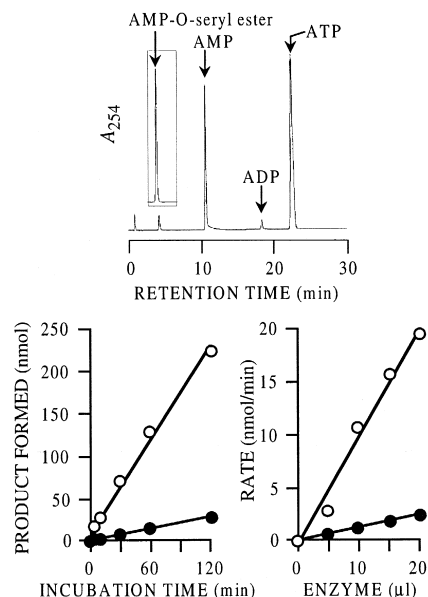 AMP-O-seryl ester
AMP
ATP
A254
ADP
0 10 20 30
RETENTION TIME (min)
PRODUCT FORMED (nmol)
250
200
150
100
50
0
0 60 120
INCUBATION TIME (min)
RATE (nmol/min)
20
15
10
5
0
0 5 10 15 20
ENZYME (µl)